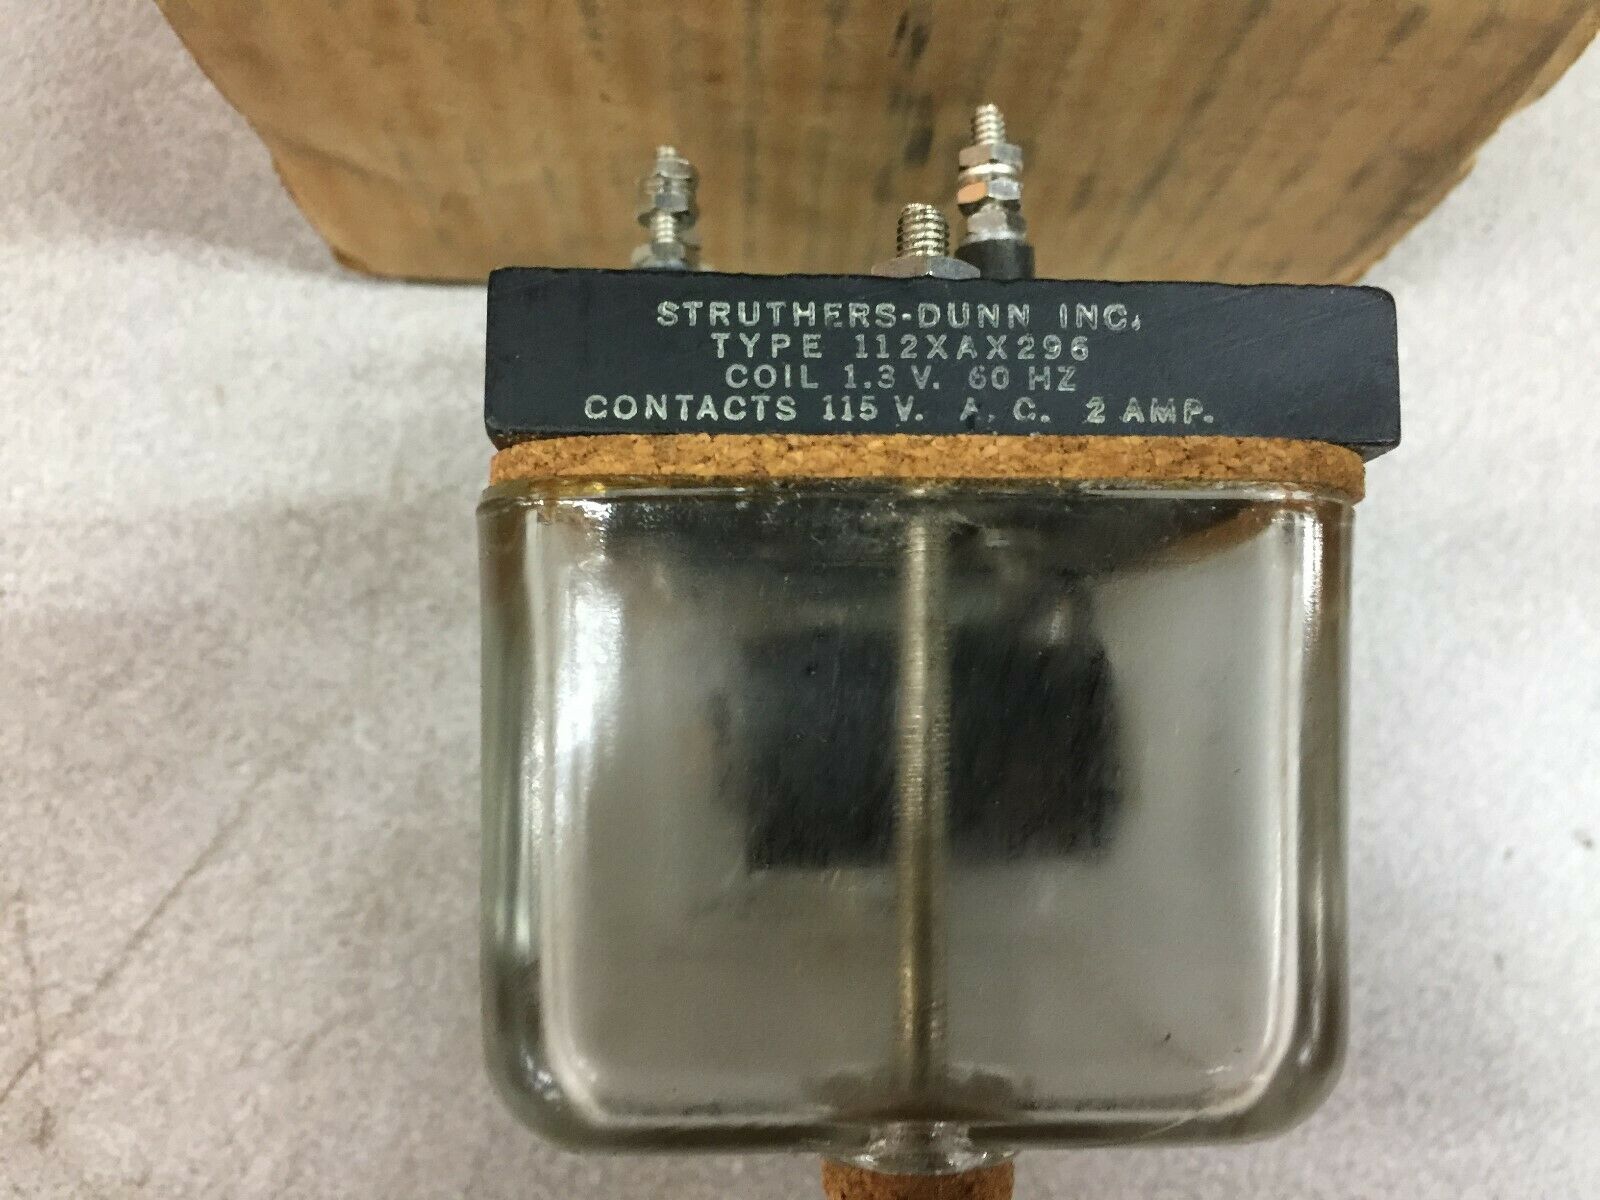 STRUTHERS-DUNN INC.
TYPE 112XAX296
COIL 1.3 V. 60 HZ
CONTACTS 115 V. A. C. 2 AMP.